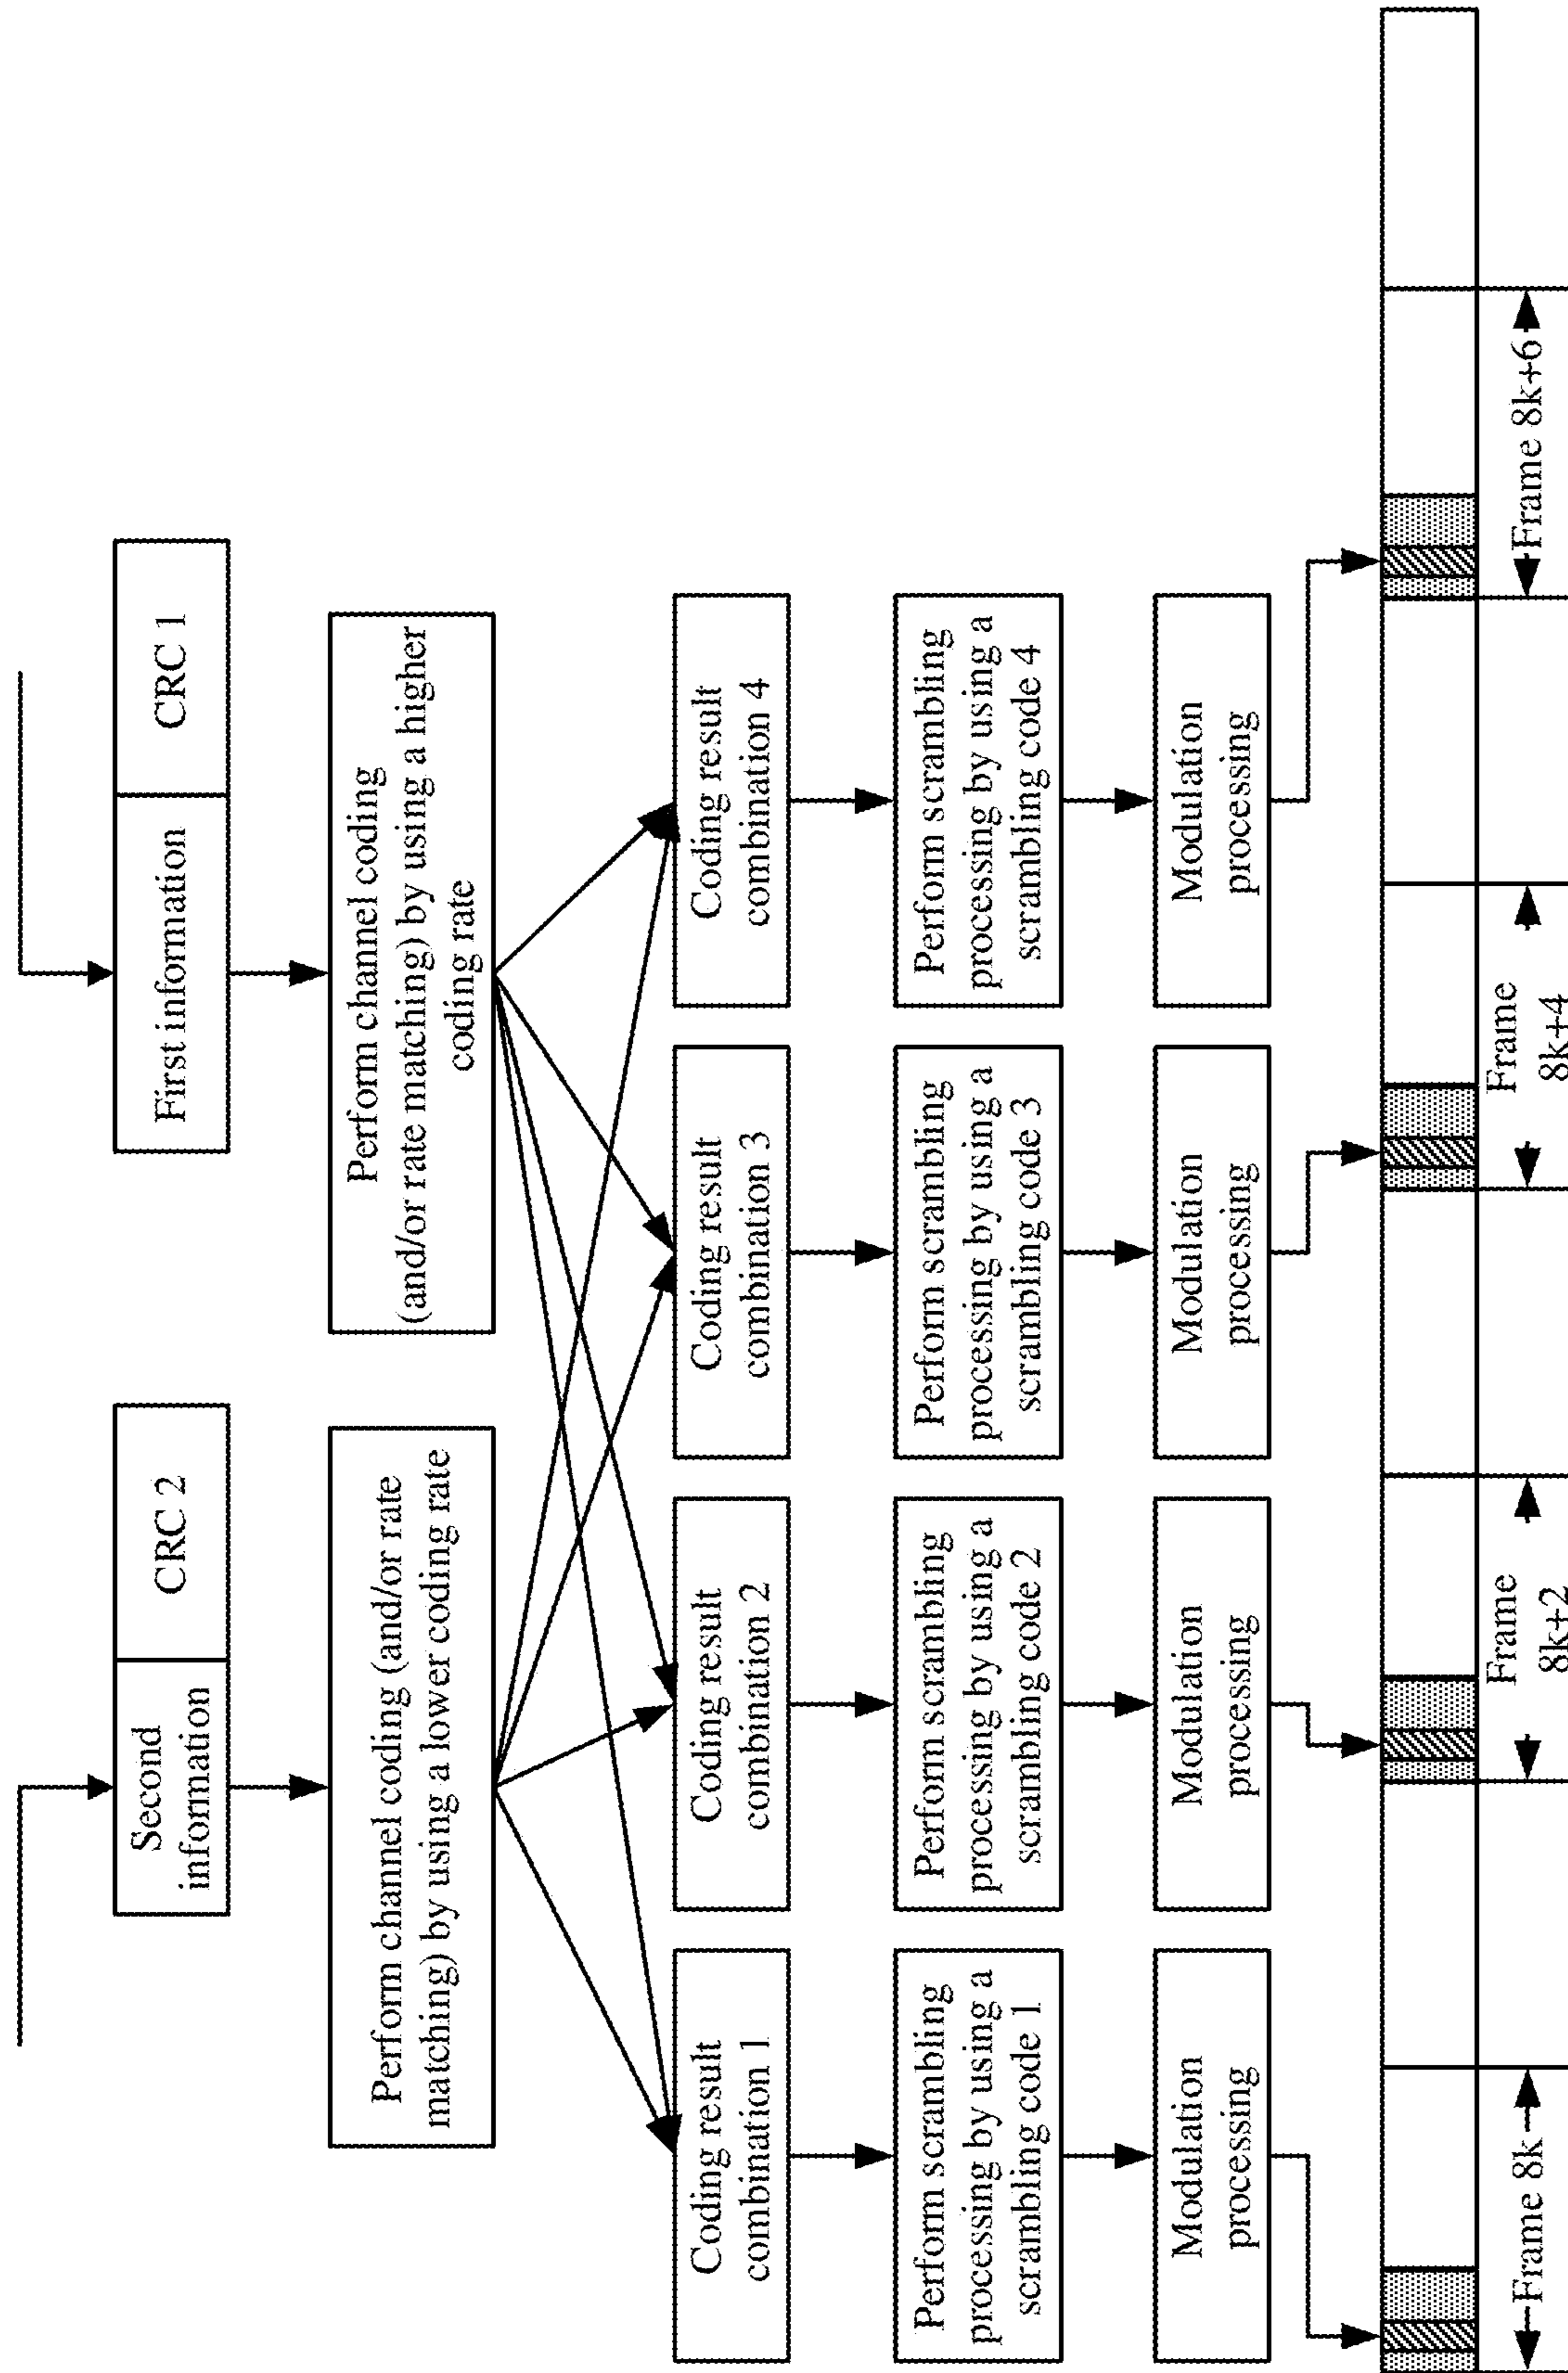 Second
information
CRC 2
First information
CRC 1
Perform channel coding (and/or rate
matching) by using a lower coding rate
Perform channel coding
(and/or rate matching) by using a higher
coding rate
Coding result
combination 1
Coding result
combination 2
Coding result
combination 3
Coding result
combination 4
Perform scrambling
processing by using a
scrambling code 1
Perform scrambling
processing by using a
scrambling code 2
Perform scrambling
processing by using a
scrambling code 3
Perform scrambling
processing by using a
scrambling code 4
Modulation
processing
Modulation
processing
Modulation
processing
Modulation
processing
Frame 8k
Frame
8k+2
Frame
8k+4
Frame 8k+6